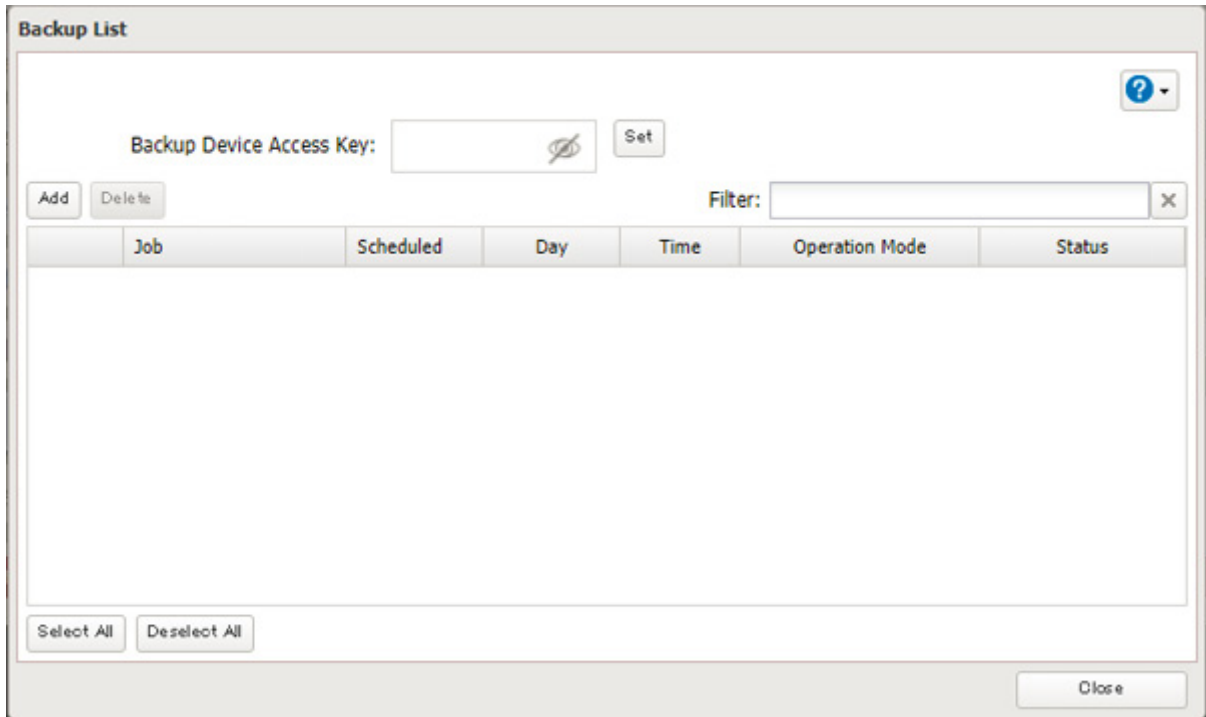 Backup List
?
Backup Device Access Key: Set
Add Delete Filter:
Job Scheduled Day Time Operation Mode Status
Select All Deselect All
Close